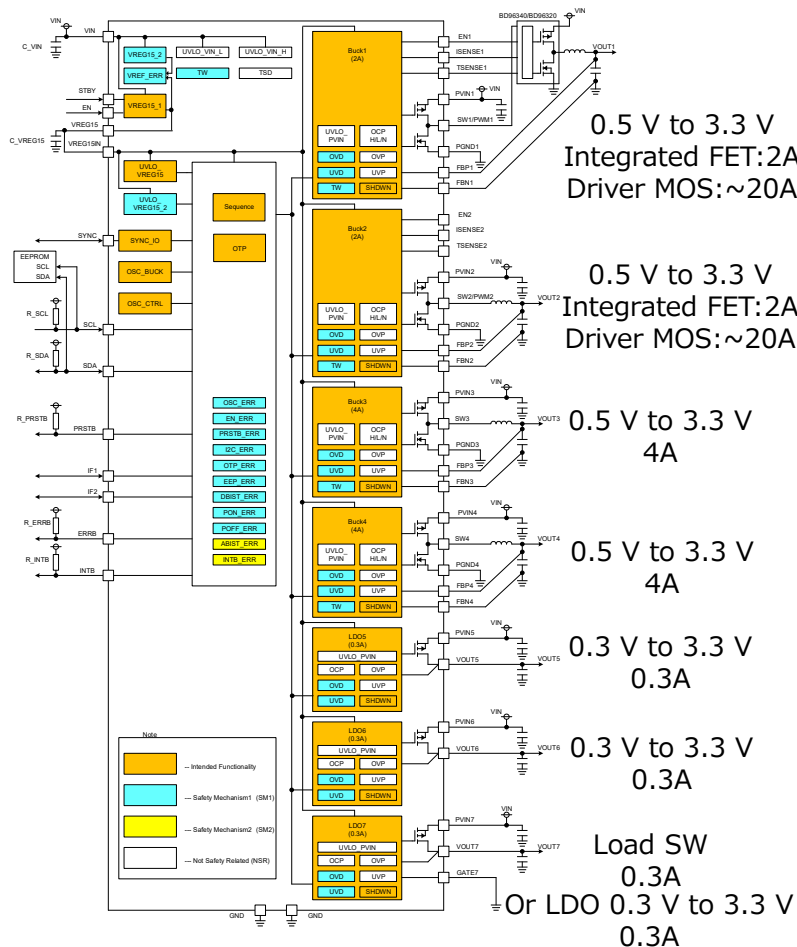 BD96340/BD96320
VIN
VIN
C_VIN
VIN
VREG15_2
UVLO_VIN_L
UVLO_VIN_H
VREF_ERR
TW
TSD
STBY
EN
VREG15_1
VREG15
C_VREG15
VREG15IN
UVLO_
VREG15
UVLO_
VREG15_2
Sequence
SYNC
SYNC_IO
OTP
EEPROM
SCL
SDA
OSC_BUCK
R_SCL
OSC_CTRL
SCL
R_SDA
SDA
R_PRSTB
PRSTB
IF1
IF2
R_ERRB
ERRB
R_INTB
INTB
OSC_ERR
EN_ERR
PRSTB_ERR
I2C_ERR
OTP_ERR
EEP_ERR
DBIST_ERR
PON_ERR
POFF_ERR
ABIST_ERR
INTB_ERR
Note
--- Intended Functionality
--- Safety Mechanism1 (SM1)
--- Safety Mechanism2 (SM2)
--- Not Safety Related (NSR)
GND
GND
Buck1
(2A)
UVLO_
PVIN
OCP
H/L/N
OVD
OVP
UVD
UVP
TW
SHDWN
EN1
ISENSE1
TSENSE1
VOUT1
PVIN1
VIN
SW1/PWM1
PGND1
FBP1
FBN1
0.5 V to 3.3 V
Integrated FET:2A
Driver MOS:~20A
Buck2
(2A)
UVLO_
PVIN
OCP
H/L/N
OVD
OVP
UVD
UVP
TW
SHDWN
EN2
ISENSE2
TSENSE2
PVIN2
VIN
SW2/PWM2
VOUT2
PGND2
FBP2
FBN2
0.5 V to 3.3 V
Integrated FET:2A
Driver MOS:~20A
Buck3
(4A)
UVLO_
PVIN
OCP
H/L/N
OVD
OVP
UVD
UVP
TW
SHDWN
PVIN3
VIN
SW3
VOUT3
PGND3
FBP3
FBN3
0.5 V to 3.3 V
4A
Buck4
(4A)
UVLO_
PVIN
OCP
H/L/N
OVD
OVP
UVD
UVP
TW
SHDWN
PVIN4
VIN
SW4
VOUT4
PGND4
FBP4
FBN4
0.5 V to 3.3 V
4A
LDO5
(0.3A)
UVLO_PVIN
OCP
OVP
OVD
UVP
UVD
SHDWN
PVIN5
VIN
VOUT5
VOUT5
0.3 V to 3.3 V
0.3A
LDO6
(0.3A)
UVLO_PVIN
OCP
OVP
OVD
UVP
UVD
SHDWN
PVIN6
VIN
VOUT6
VOUT6
0.3 V to 3.3 V
0.3A
LDO7
(0.3A)
UVLO_PVIN
OCP
OVP
OVD
UVP
UVD
SHDWN
PVIN7
VIN
VOUT7
VOUT7
GATE7
Load SW
0.3A
Or LDO 0.3 V to 3.3 V
0.3A